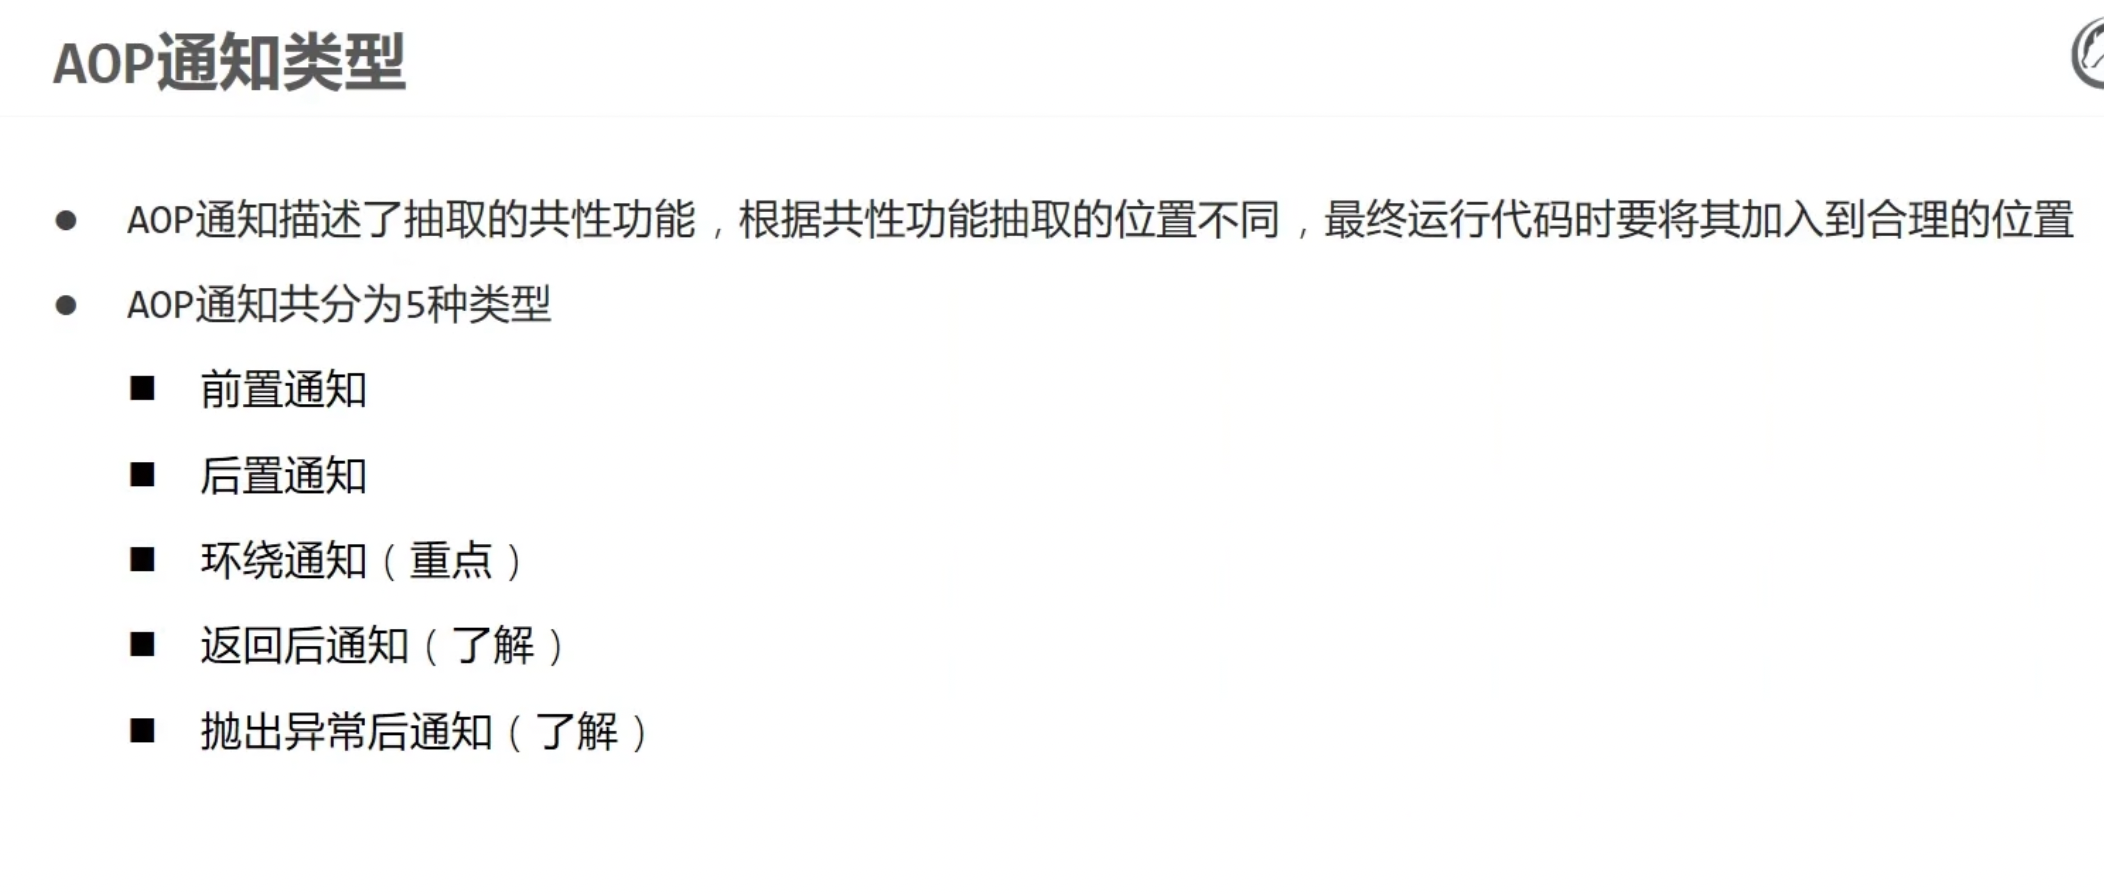 AOP通知类型
● AOP通知描述了抽取的共性功能，根据共性功能抽取的位置不同，最终运行代码时要将其加入到合理的位置
● AOP通知共分为5种类型
■ 前置通知
■ 后置通知
■ 环绕通知（重点）
■ 返回后通知（了解）
■ 抛出异常后通知（了解）